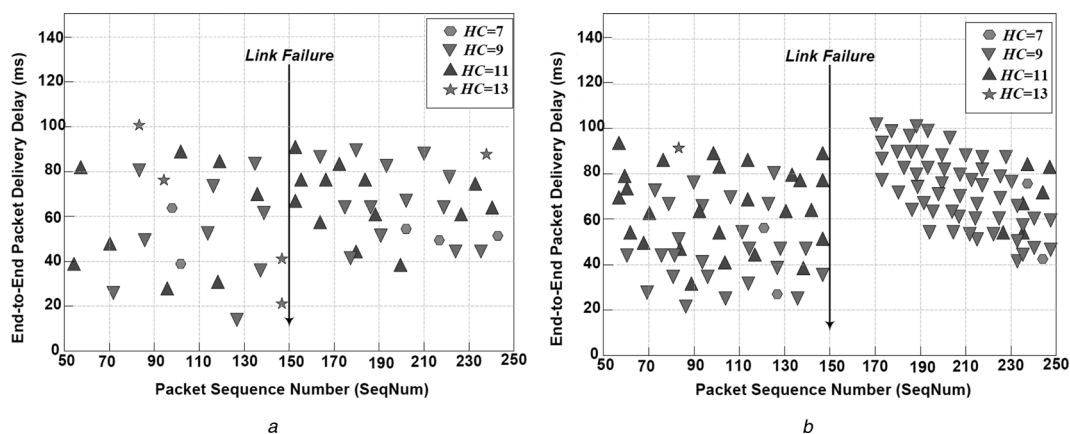 140
120
100
80
60
40
20
0
End-to-End Packet Delivery Delay (ms)
50 70 90 110 130 150 170 190 210 230 250
Packet Sequence Number (SeqNum)
Link Failure
HC=7
HC=9
HC=11
HC=13
a
140
120
100
80
60
40
20
0
End-to-End Packet Delivery Delay (ms)
50 70 90 110 130 150 170 190 210 230 250
Packet Sequence Number (SeqNum)
Link Failure
HC=7
HC=9
HC=11
HC=13
b